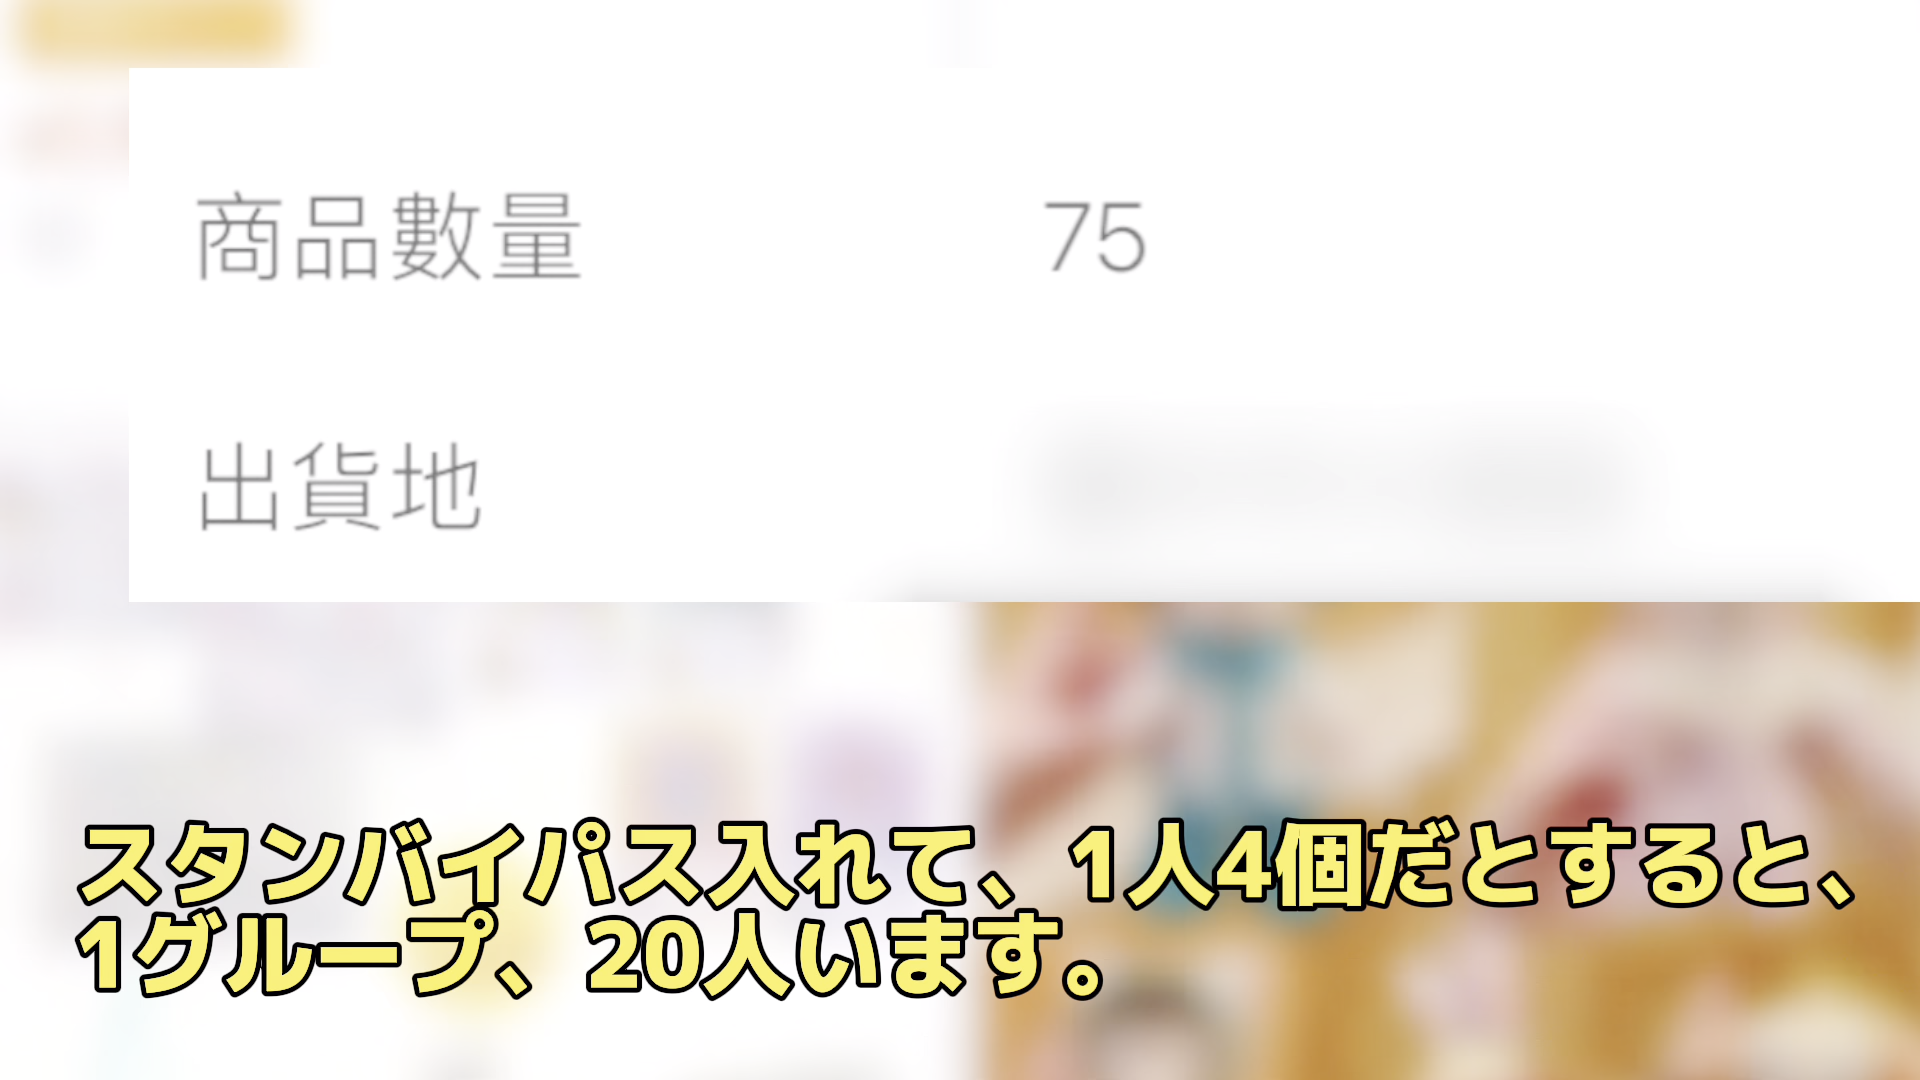 商品數量
75
出貨地
スタンバイパス入れて、1人4個だとすると、
1グループ、20人います。